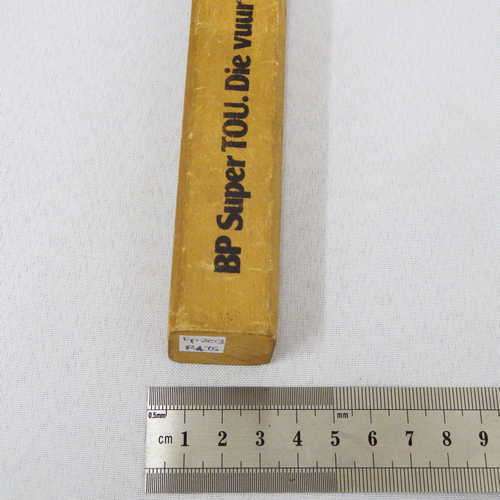 BP Super TOU. Die vuur
0.5mm mm
cm 1 2 3 4 5 6 7 8 9